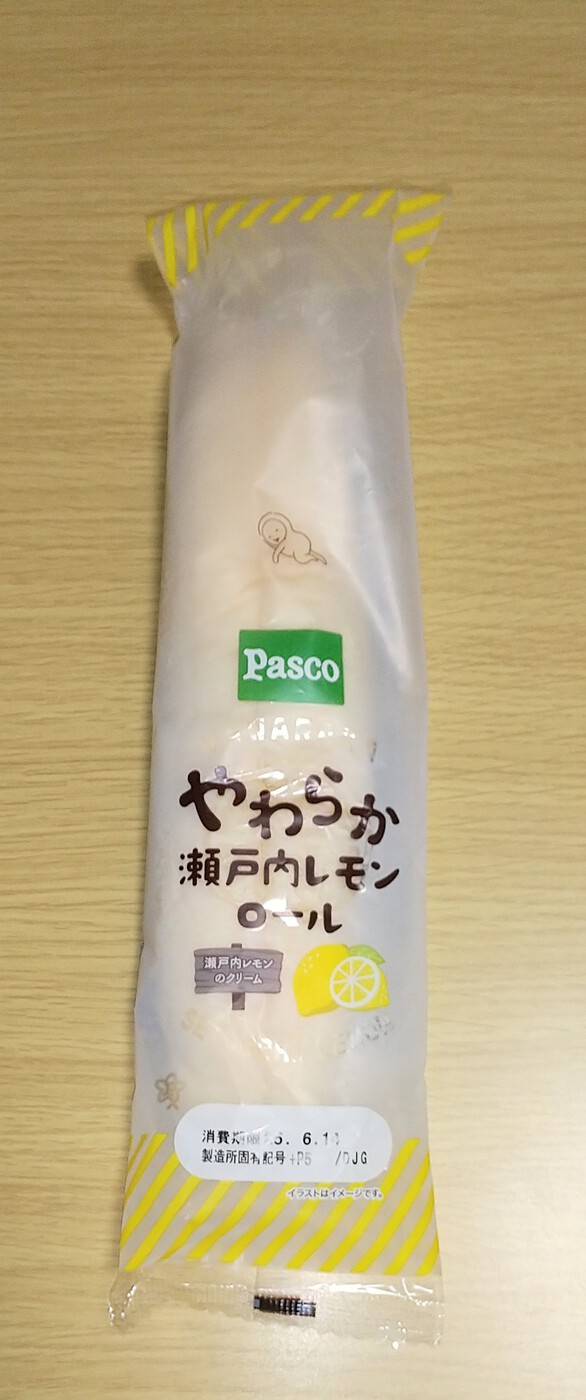 Pasco
やわらか
瀬戸内レモン
ロール
瀬戸内レモン
のクリーム
消費期限
製造所固有記号 /DJG
イラストはイメージです。